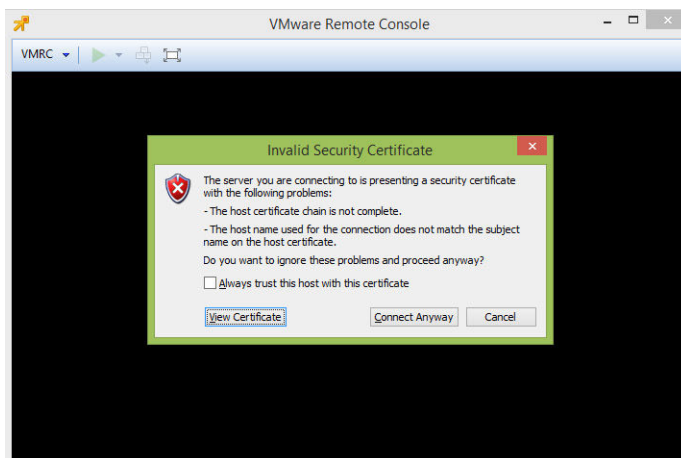 VMware Remote Console
VMRC
Invalid Security Certificate
The server you are connecting to is presenting a security certificate
with the following problems:
- The host certificate chain is not complete.
- The host name used for the connection does not match the subject
name on the host certificate.
Do you want to ignore these problems and proceed anyway?
Always trust this host with this certificate
View Certificate
Connect Anyway
Cancel